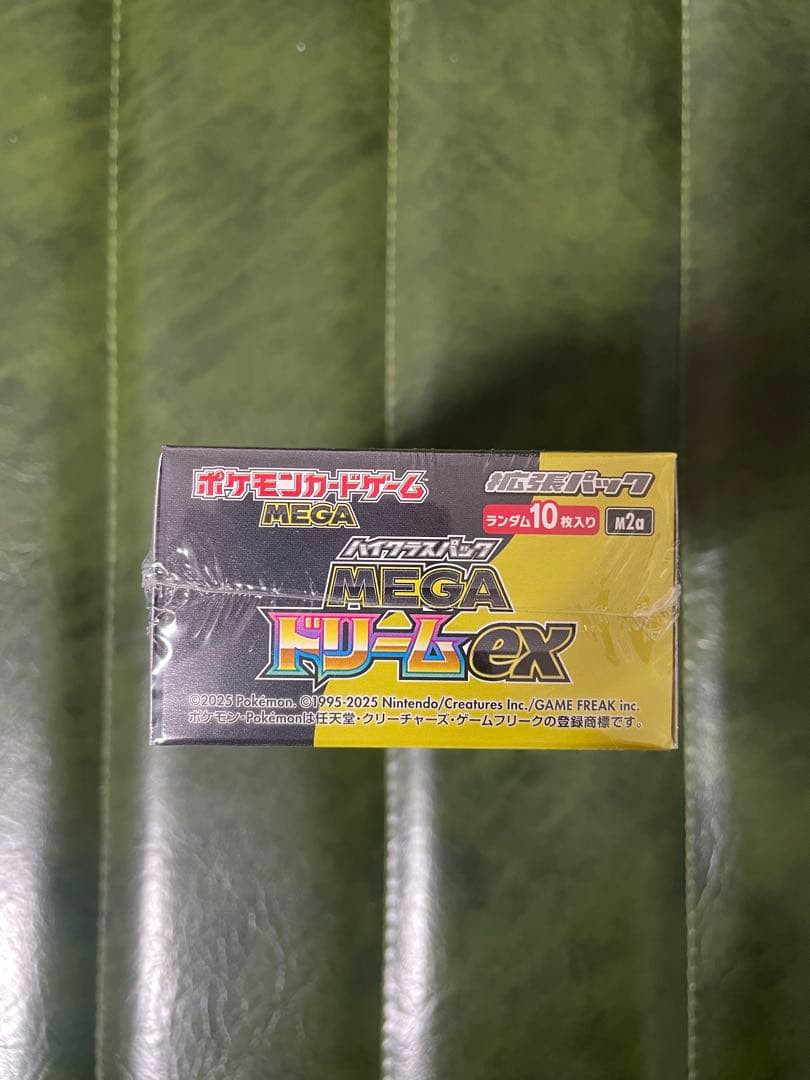 ポケモンカードゲーム
MEGA
拡張パック
ランダム10枚入り
M2a
ハイクラスパック
MEGA
ドリームex
©2025 Pokémon. ©1995-2025 Nintendo/Creatures Inc./GAME FREAK inc.
ポケモン・Pokémonは任天堂・クリーチャーズ・ゲームフリークの登録商標です。